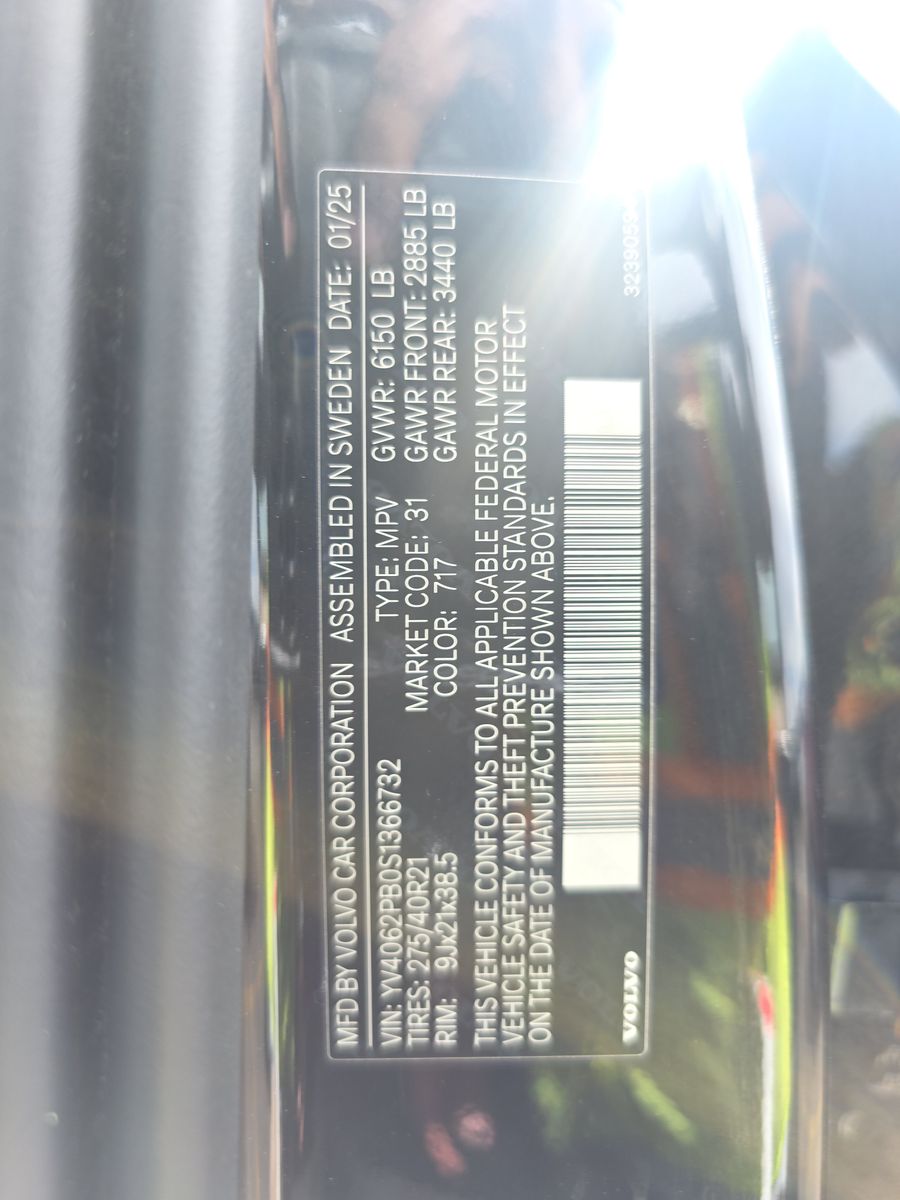 MFD BY VOLVO CAR CORPORATION ASSEMBLED IN SWEDEN DATE: 01/25
VIN: YV4062PB0S1366732 TYPE: MPV GVWR: 6150 LB
TIRES: 275/40R21 MARKET CODE: 31 GAWR FRONT: 2885 LB
RIM: 9Jx21x38.5 COLOR: 717 GAWR REAR: 3440 LB
THIS VEHICLE CONFORMS TO ALL APPLICABLE FEDERAL MOTOR
VEHICLE SAFETY AND THEFT PREVENTION STANDARDS IN EFFECT
ON THE DATE OF MANUFACTURE SHOWN ABOVE.
VOLVO